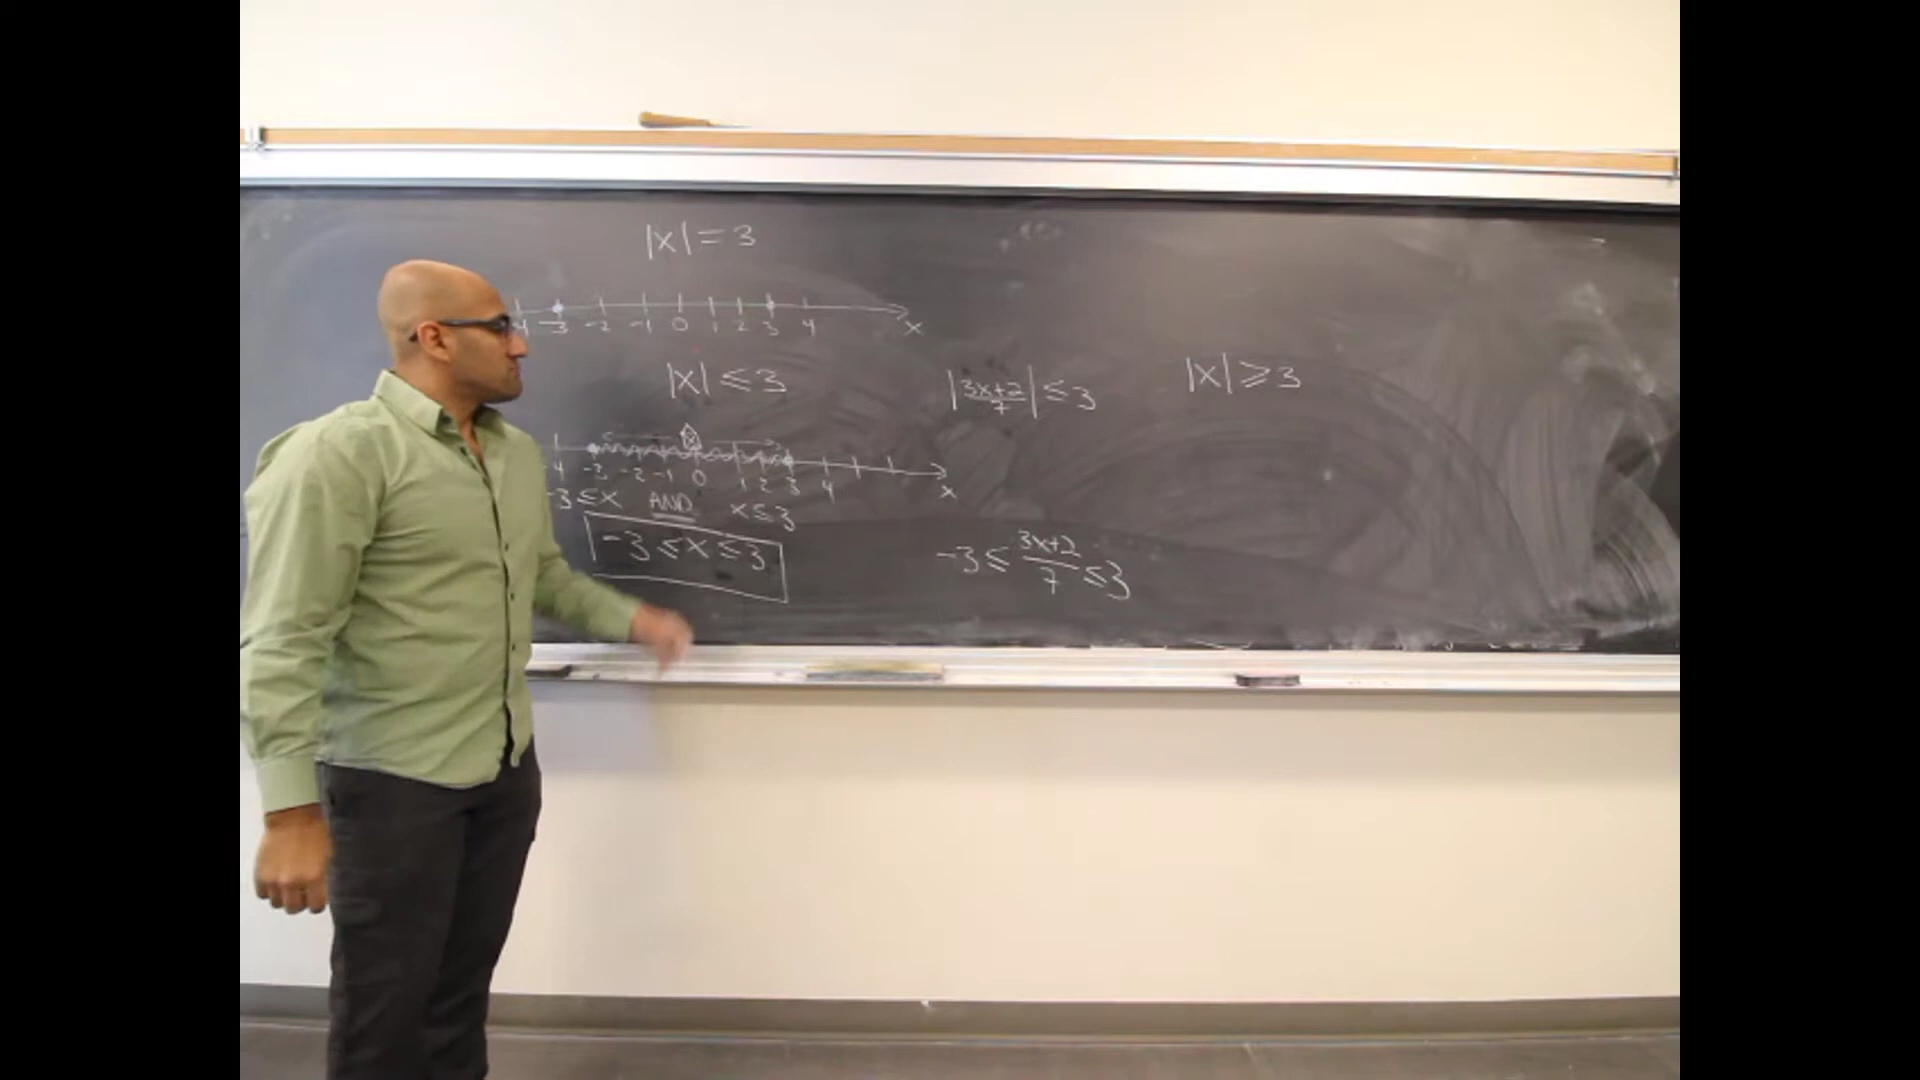 |x| = 3
-4 -3 -2 -1 0 1 2 3 4
x
|x| ≤ 3
-4 -3 -2 -1 0 1 2 3 4
x
-3 ≤ x AND x ≤ 3
-3 ≤ x ≤ 3
|3x+2/7| ≤ 3
-3 ≤ 3x+2/7 ≤ 3
|x| ≥ 3